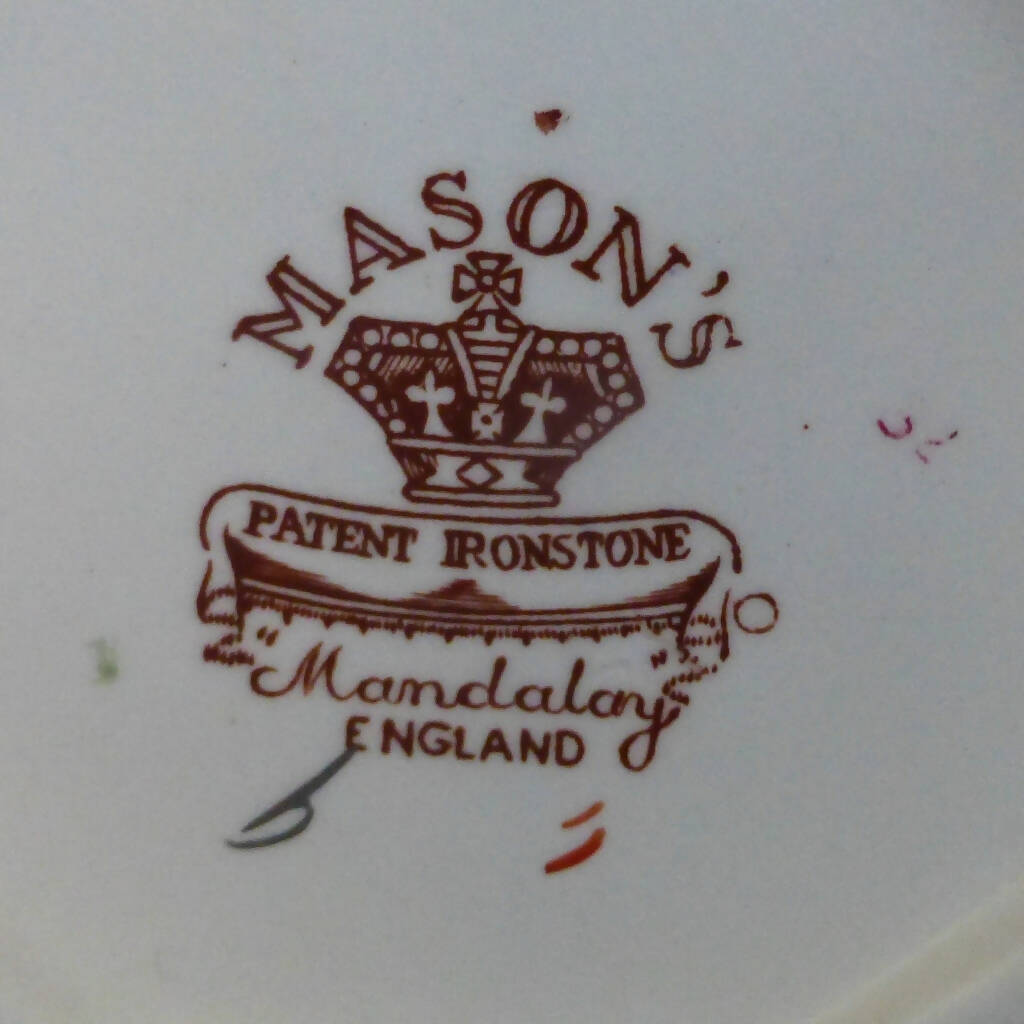 MASON'S
PATENT IRONSTONE
Mandalay
ENGLAND